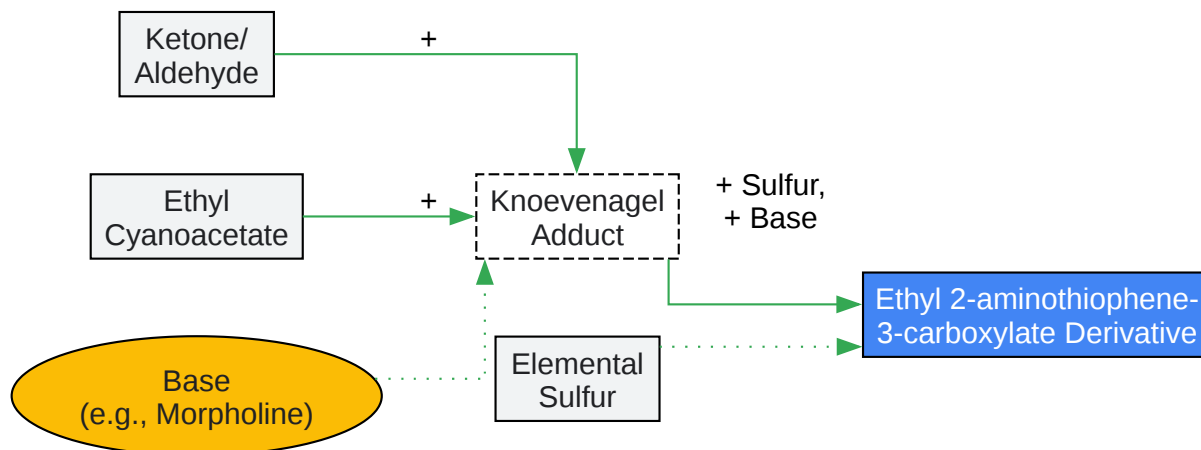 Ketone/
Aldehyde
+
Ethyl
Cyanoacetate
+
Knoevenagel
Adduct
+ Sulfur,
+ Base
Ethyl 2-aminothiophene-
3-carboxylate Derivative
Base
(e.g., Morpholine)
Elemental
Sulfur